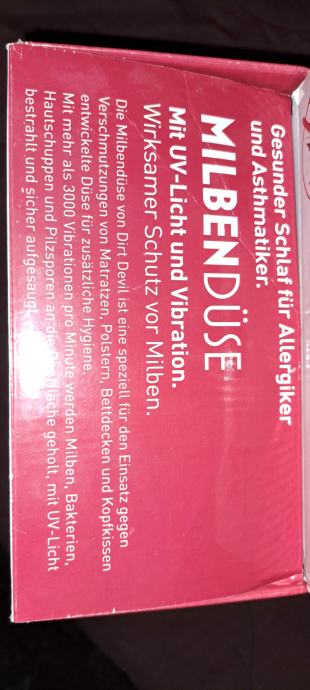 Gesunder Schlaf für Allergiker
und Asthmatiker.
MILBENDÜSE
Mit UV-Licht und Vibration.
Wirksamer Schutz vor Milben.
Die Milbendüse von Dirt Devil ist eine speziell für den Einsatz gegen
Verschmutzungen von Matratzen, Polstern, Bettdecken und Kopfkissen
entwickelte Düse für zusätzliche Hygiene.
Mit mehr als 3000 Vibrationen pro Minute werden Milben, Bakterien,
Hautschuppen und Pilzsporen an die Oberfläche geholt, mit UV-Licht
bestrahlt und sicher aufgesaugt.